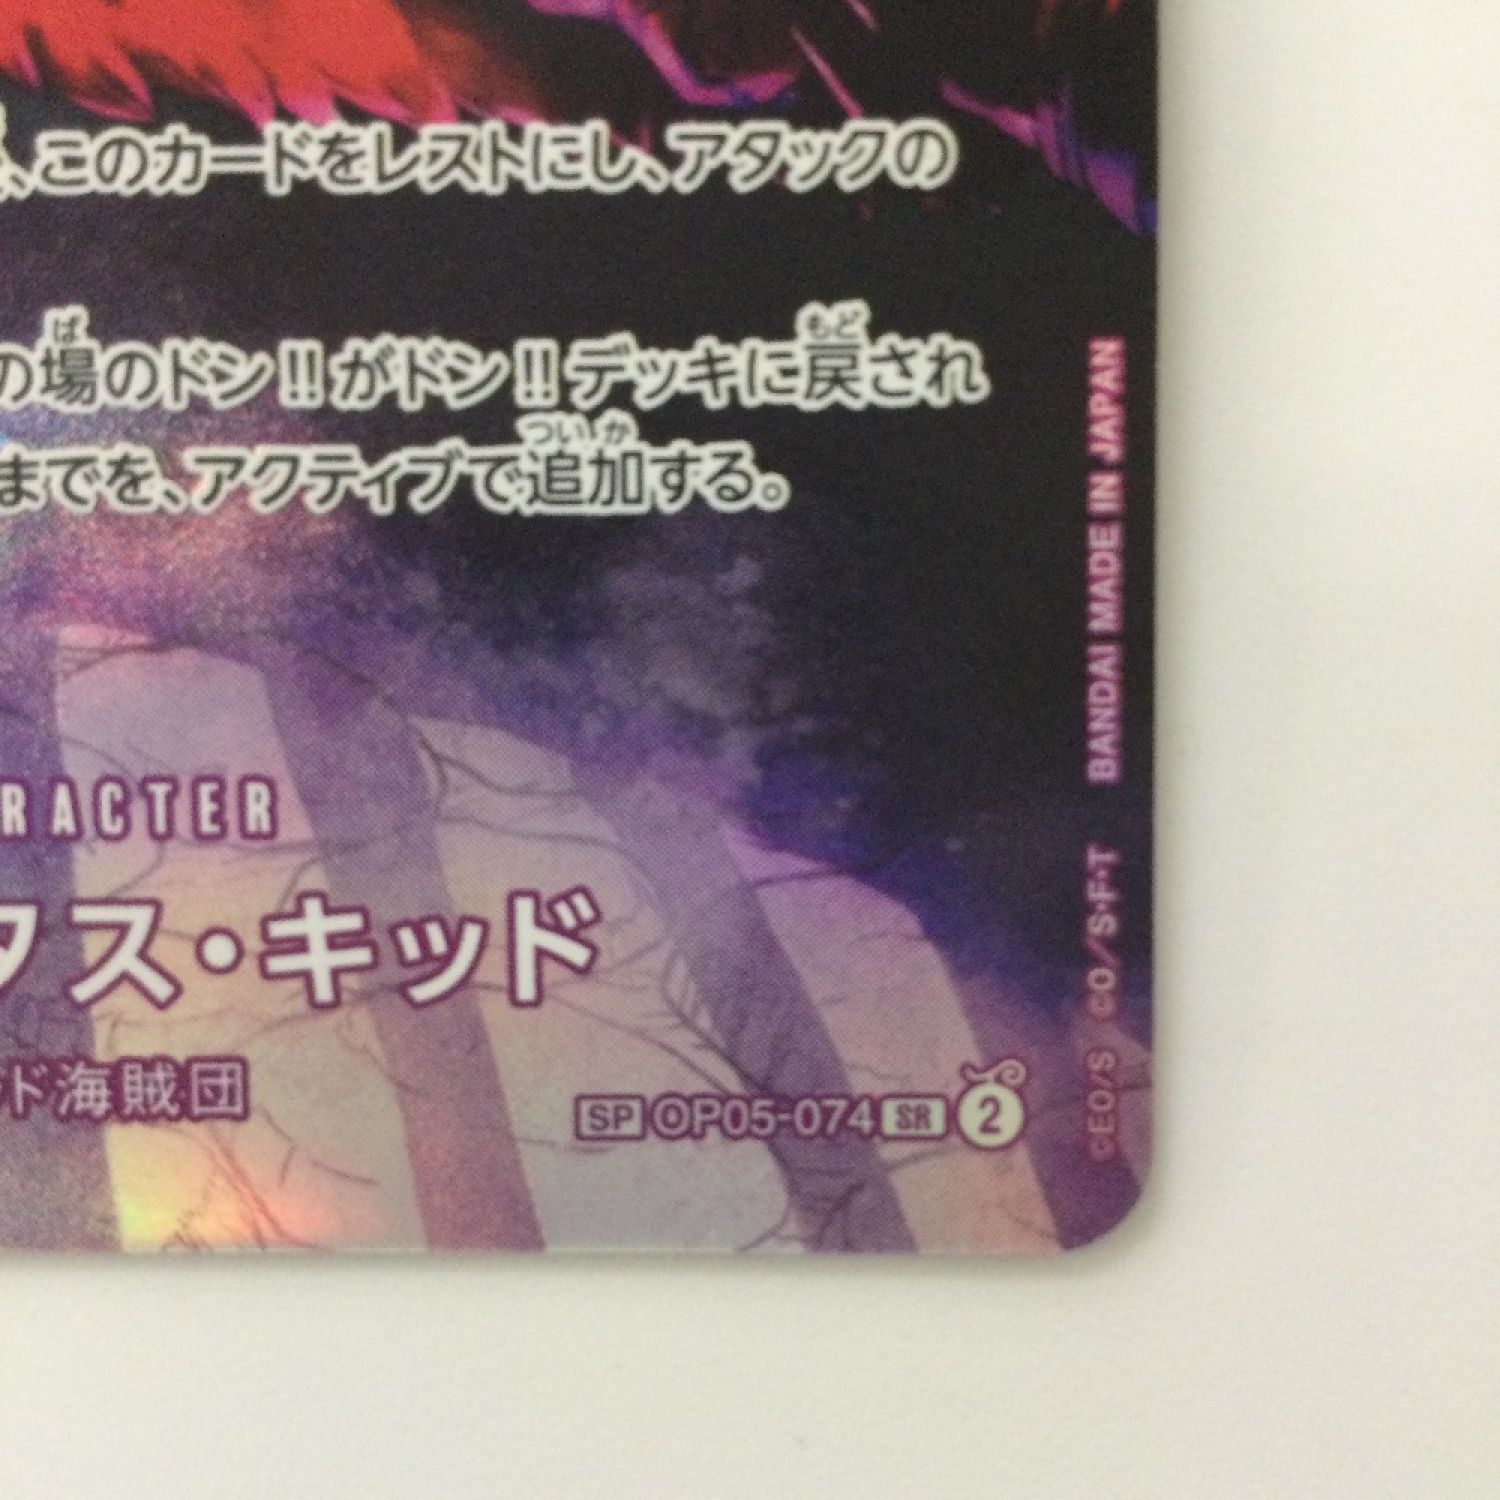 、このカードをレストにし、アタックの
の場のドン!!がドン!!デッキに戻され
ば
もど
までを、アクティブで追加する。
ついか
RACTER
タス・キッド
ド海賊団
SP OP05-074 SR 2
©EO/S ©O/S・F・T BANDAI MADE IN JAPAN